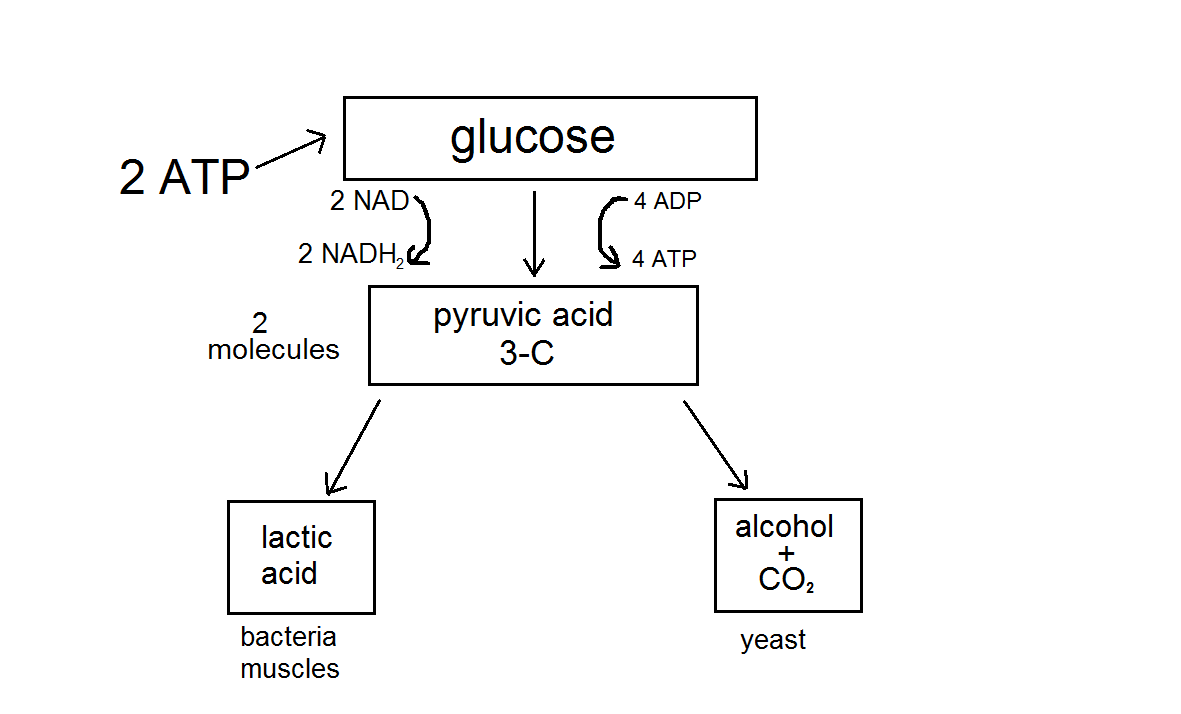 glucose
2 ATP
2 NAD
4 ADP
2 NADH₂
4 ATP
pyruvic acid
3-C
2
molecules
lactic
acid
alcohol
+
CO₂
bacteria
muscles
yeast